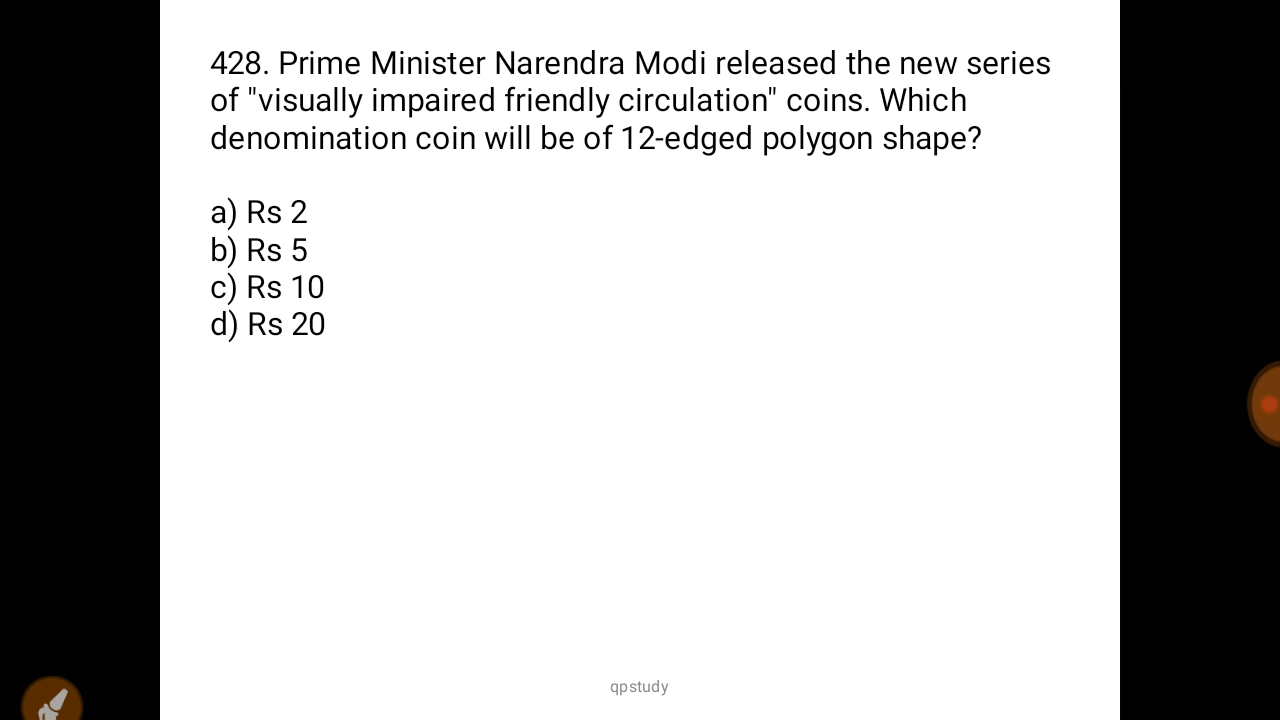 428. Prime Minister Narendra Modi released the new series
of "visually impaired friendly circulation" coins. Which
denomination coin will be of 12-edged polygon shape?
a) Rs 2
b) Rs 5
c) Rs 10
d) Rs 20
qpstudy